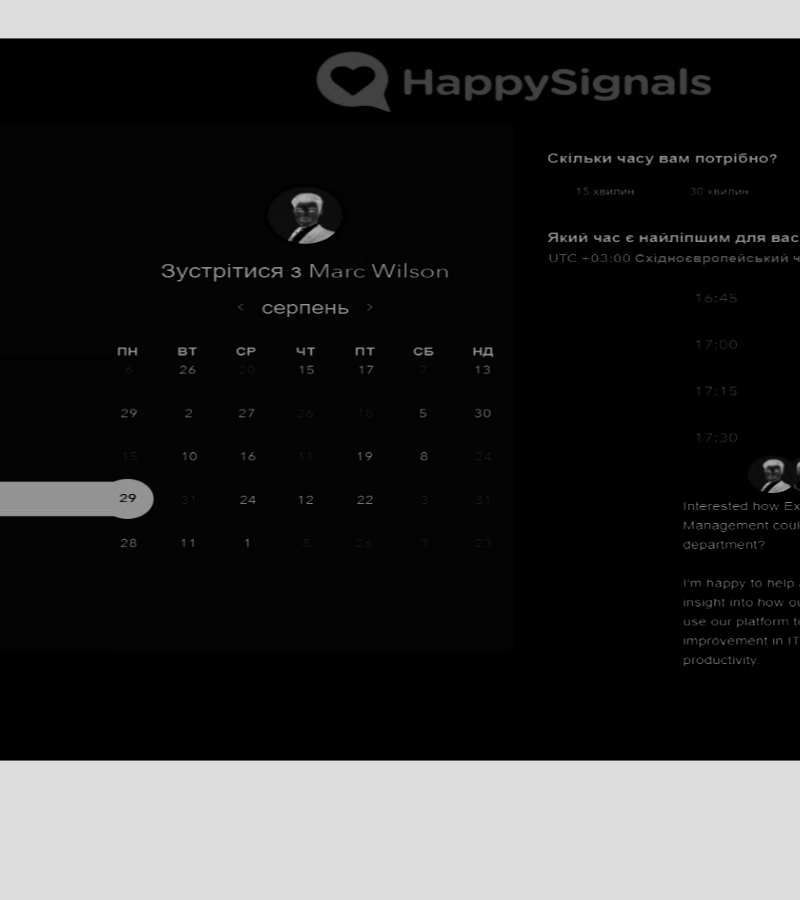 HappySignals
Зустрітися з Marc Wilson
< серпень >
ПН ВТ СР ЧТ ПТ СБ НД
6 26 20 15 17 7 13
29 2 27 26 18 5 30
15 10 16 11 19 8 24
29 31 24 12 22 3 31
28 11 1 8 26 3 23
Скільки часу вам потрібно?
15 хвилин 30 хвилин
Який час є найліпшим для вас
UTC +03:00 Східноєвропейський ч
16:45
17:00
17:15
17:30
Interested how Ex
Management coul
department?
I'm happy to help
insight into how ou
use our platform to
improvement in IT
productivity.